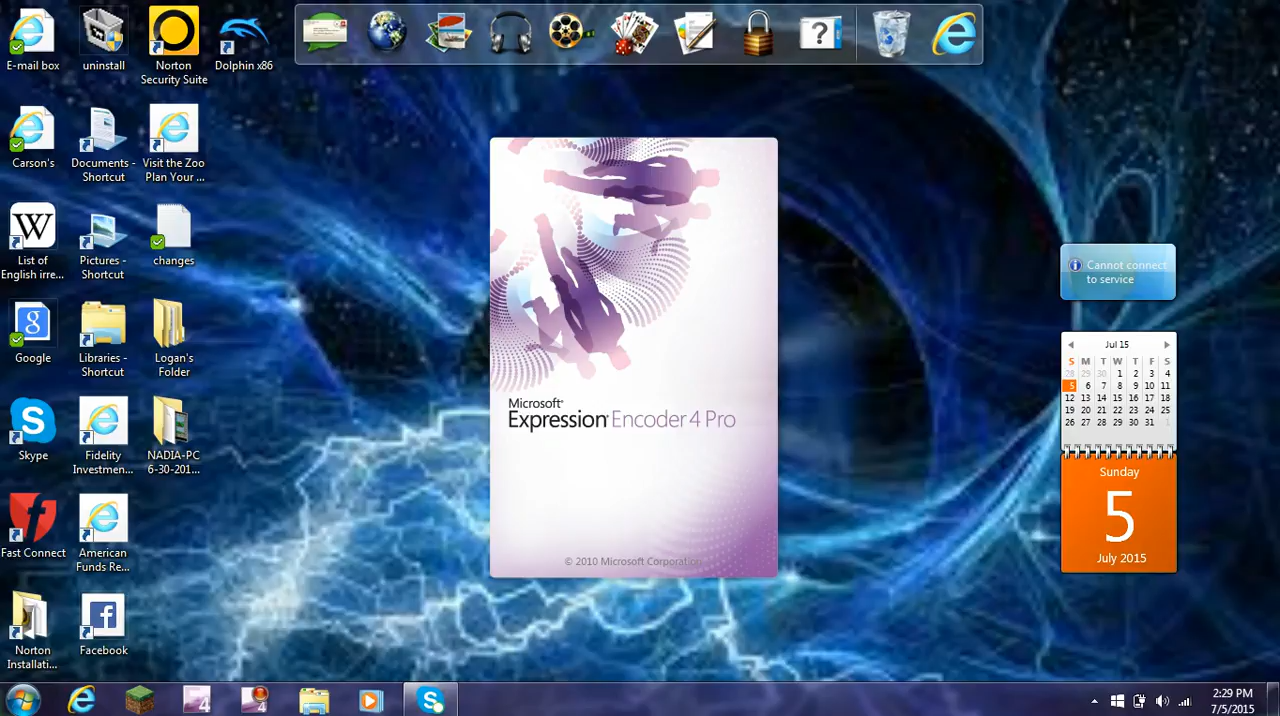 E-mail box
uninstall
Norton
Security Suite
Dolphin x86
Carson's
Documents -
Shortcut
Visit the Zoo
Plan Your ...
W
List of
English irre...
Pictures -
Shortcut
changes
g
Google
Libraries -
Shortcut
Logan's
Folder
Skype
Fidelity
Investmen...
NADIA-PC
6-30-201...
Fast Connect
American
Funds Re...
Norton
Installati...
Facebook
?
Microsoft®
Expression® Encoder 4 Pro
© 2010 Microsoft Corporation
Cannot connect
to service
Jul 15
S M T W T F S
28 29 30 1 2 3 4
5 6 7 8 9 10 11
12 13 14 15 16 17 18
19 20 21 22 23 24 25
26 27 28 29 30 31 1
Sunday
5
July 2015
4
4
2:29 PM
7/5/2015